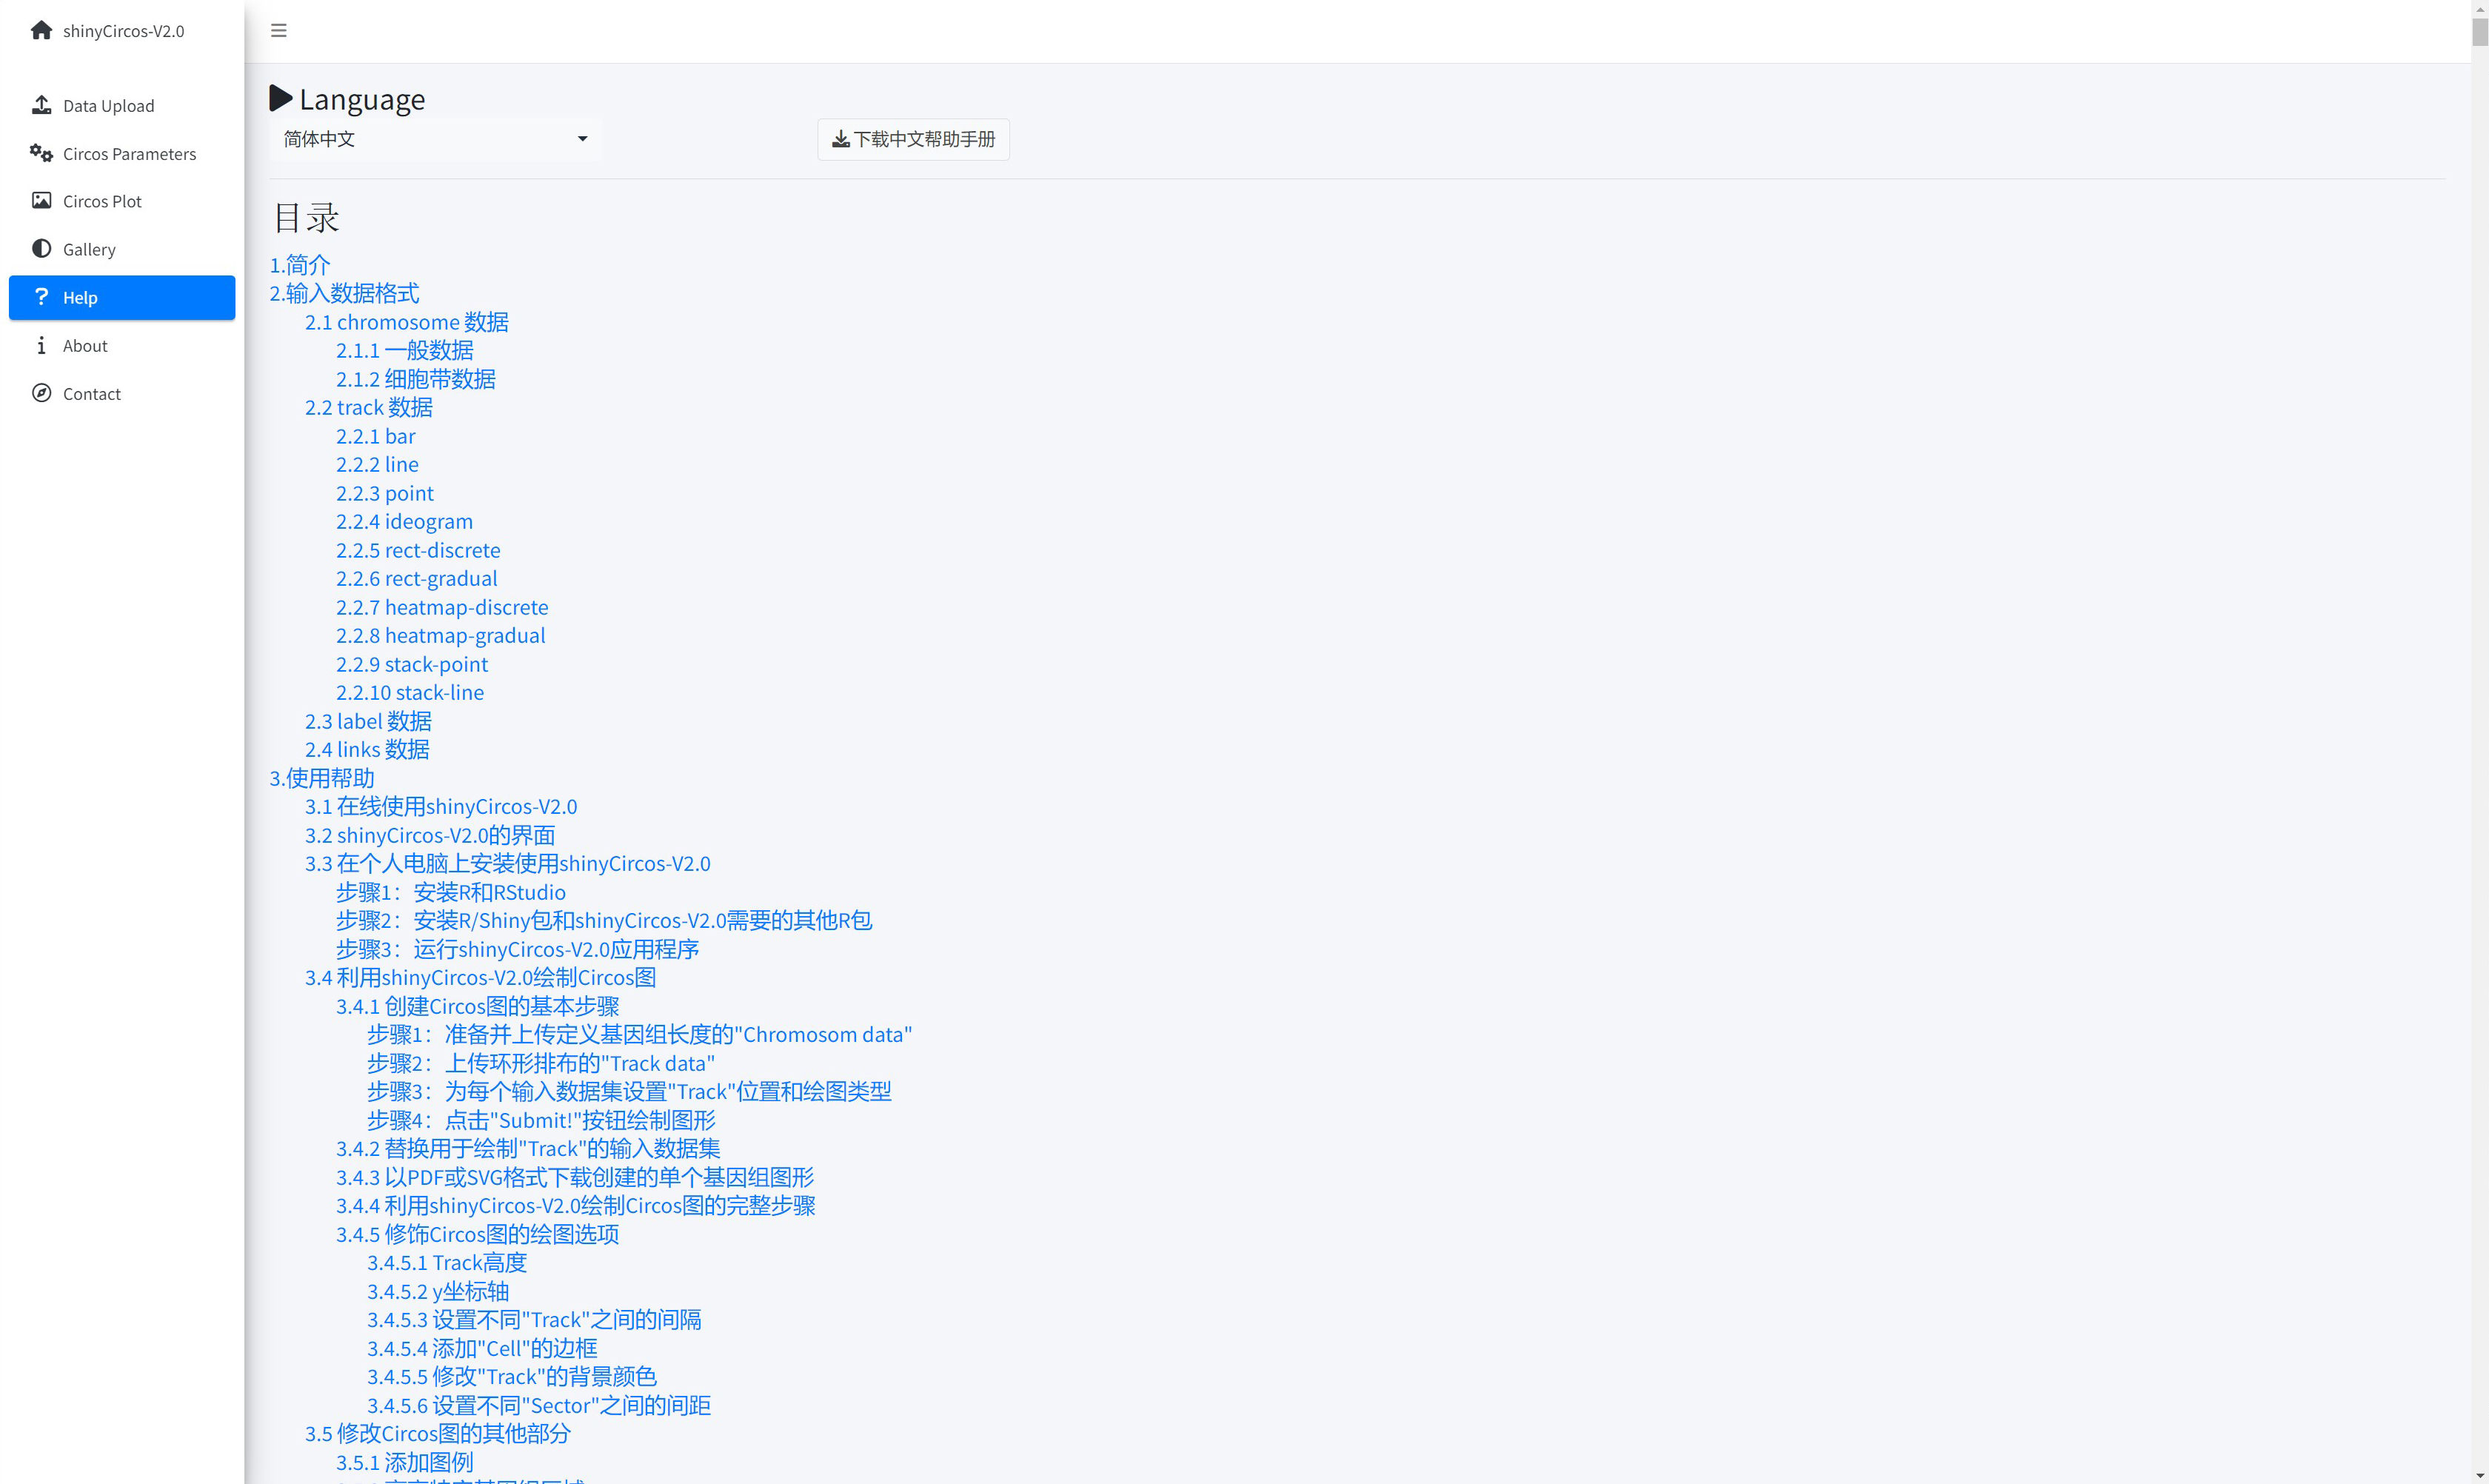 shinyCircos-V2.0
Data Upload
Circos Parameters
Circos Plot
Gallery
Help
About
Contact
Language
简体中文
下载中文帮助手册
目录
1.简介
2.输入数据格式
2.1 chromosome 数据
2.1.1 一般数据
2.1.2 细胞带数据
2.2 track 数据
2.2.1 bar
2.2.2 line
2.2.3 point
2.2.4 ideogram
2.2.5 rect-discrete
2.2.6 rect-gradual
2.2.7 heatmap-discrete
2.2.8 heatmap-gradual
2.2.9 stack-point
2.2.10 stack-line
2.3 label 数据
2.4 links 数据
3.使用帮助
3.1 在线使用shinyCircos-V2.0
3.2 shinyCircos-V2.0的界面
3.3 在个人电脑上安装使用shinyCircos-V2.0
步骤1：安装R和RStudio
步骤2：安装R/Shiny包和shinyCircos-V2.0需要的其他R包
步骤3：运行shinyCircos-V2.0应用程序
3.4 利用shinyCircos-V2.0绘制Circos图
3.4.1 创建Circos图的基本步骤
步骤1：准备并上传定义基因组长度的"Chromosom data"
步骤2：上传环形排布的"Track data"
步骤3：为每个输入数据集设置"Track"位置和绘图类型
步骤4：点击"Submit!"按钮绘制图形
3.4.2 替换用于绘制"Track"的输入数据集
3.4.3 以PDF或SVG格式下载创建的单个基因组图形
3.4.4 利用shinyCircos-V2.0绘制Circos图的完整步骤
3.4.5 修饰Circos图的绘图选项
3.4.5.1 Track高度
3.4.5.2 y坐标轴
3.4.5.3 设置不同"Track"之间的间隔
3.4.5.4 添加"Cell"的边框
3.4.5.5 修改"Track"的背景颜色
3.4.5.6 设置不同"Sector"之间的间距
3.5 修改Circos图的其他部分
3.5.1 添加图例